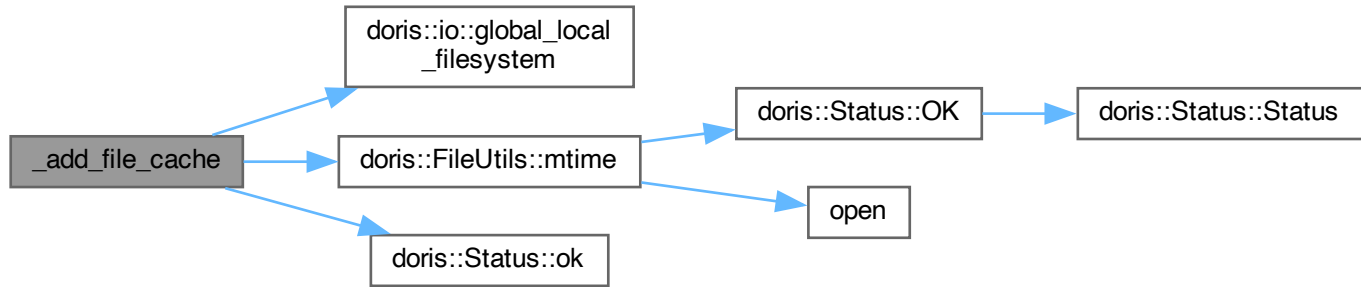 doris::io::global_local
_filesystem
_add_file_cache
doris::FileUtils::mtime
doris::Status::ok
doris::Status::OK
open
doris::Status::Status